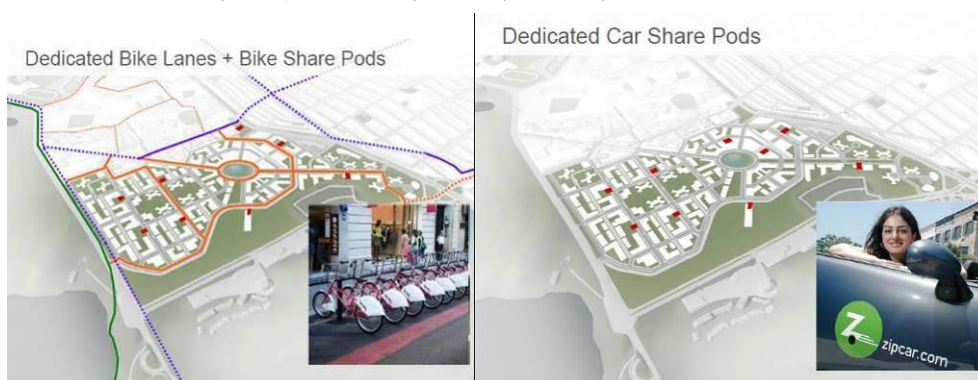 Dedicated Bike Lanes + Bike Share Pods
Dedicated Car Share Pods
Z
zipcar.com